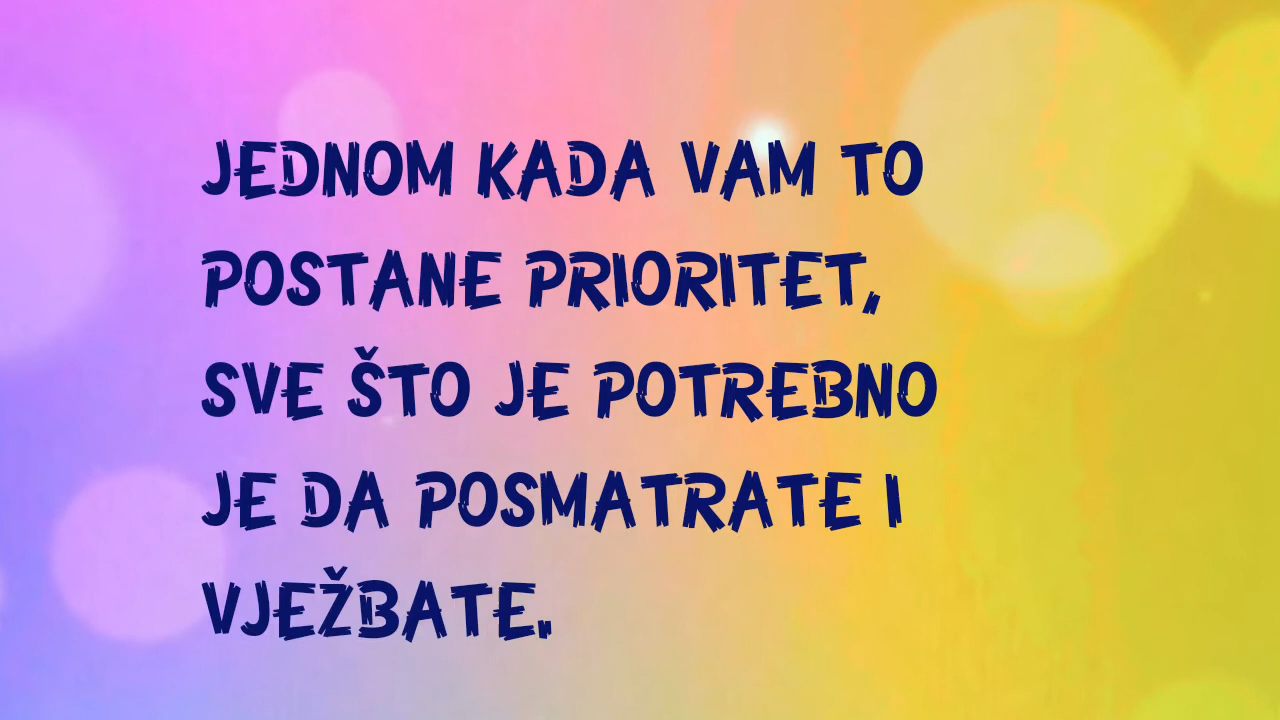 JEDNOM KADA VAM TO
POSTANE PRIORITET,
SVE ŠTO JE POTREBNO
JE DA POSMATRATE I
VJEŽBATE.